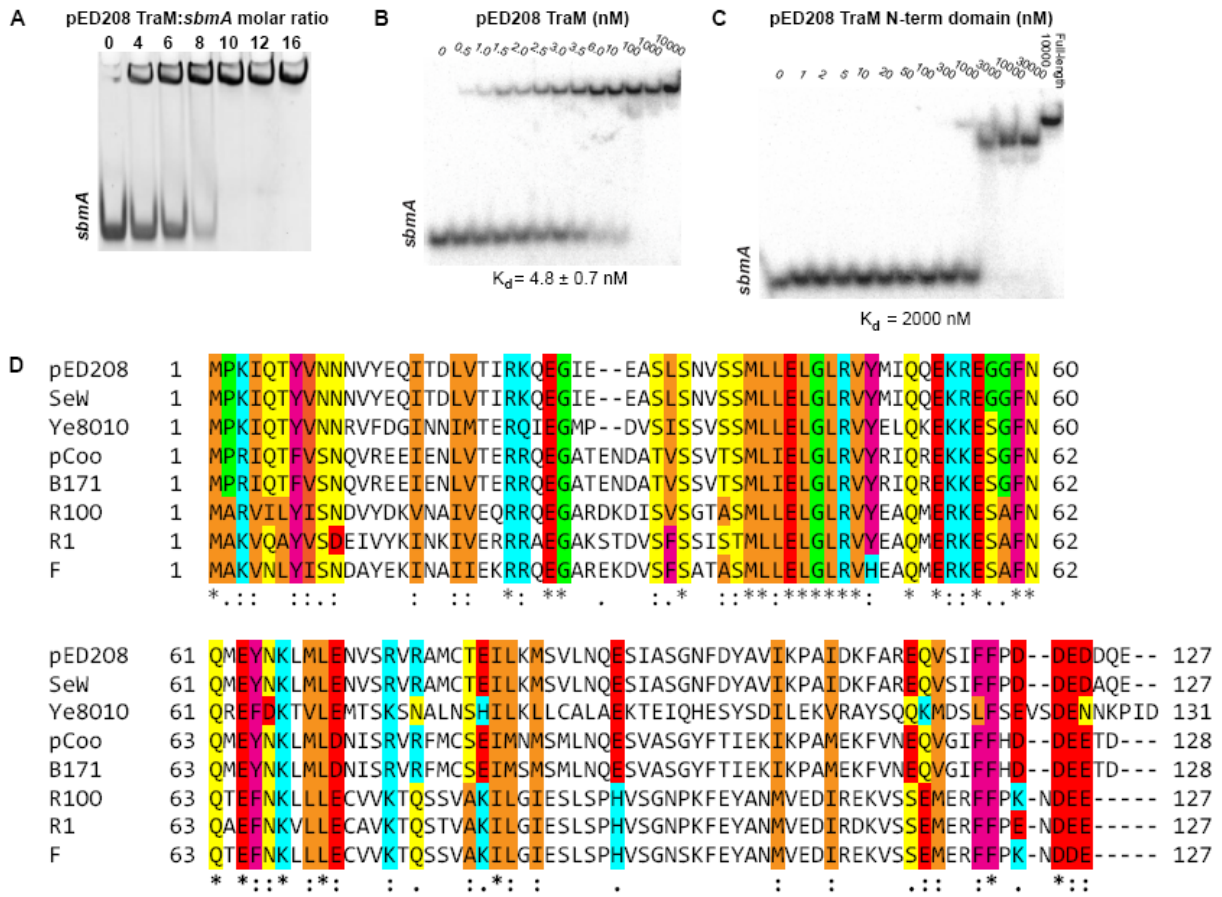 A
pED208 TraM:sbmA molar ratio
0 4 6 8 10 12 16
sbmA
B
pED208 TraM (nM)
0 0.5 1.0 1.5 2.0 2.5 3.0 3.5 6.0 10 100 1000 10000
sbmA
Kd = 4.8 ± 0.7 nM
C
pED208 TraM N-term domain (nM)
0 1 2 5 10 20 50 100 300 1000 3000 10000 30000 Full-length 10000
sbmA
Kd = 2000 nM
D
pED208 1 MPKIQTYVNNNVYEQITDLVTIRKQEGIE--EASLSNVSSMLLELGLRVYMIQQEKREGGFN 60
SeW 1 MPKIQTYVNNNVYEQITDLVTIRKQEGIE--EASLSNVSSMLLELGLRVYMIQQEKREGGFN 60
Ye8010 1 MPKIQTYVNNRVFDGINNIMTERQIEGMP--DVSISSVSSMLLELGLRVYELQKEKKESGFN 60
pCoo 1 MPRIQTFVSNQVREEIENLVTERRQEGATENDATVSSVTSMLIELGLRVYRIQREKKESGFN 62
B171 1 MPRIQTFVSNQVREEIENLVTERRQEGATENDATVSSVTSMLIELGLRVYRIQREKKESGFN 62
R100 1 MARVILYISNDVYDKVNAIVEQRRQEGARDKDISVSGTASMLLELGLRVYEAQMERKESAFN 62
R1 1 MAKVQAYVSDEIVYKINKIVERRRAEGAKSTDVSFSSISTMLLELGLRVYEAQMERKESAFN 62
F 1 MAKVNLYISNDAYEKINAIIEKRRQEGAREKDVSFSATASMLLELGLRVHEAQMERKESAFN 62
*.:: ::.: : :: *: ** . :.* ::*** ******: * *::*..**
pED208 61 QMEYNKLMLENVSRVRAMCTEILKMSVLNQESIASGNFDYAVIKPAIDKFAREQVSIFFPD--DEDDQE-- 127
SeW 61 QMEYNKLMLENVSRVRAMCTEILKMSVLNQESIASGNFDYAVIKPAIDKFAREQVSIFFPD--DEDAQE-- 127
Ye8010 61 QREFDKTVLEMTSKSNALNSHILKLLCALAEKTEIQHESYSDILEKVRAYSQQKMDSLFSEVSDENNKPID 131
pCoo 63 QMEYNKLMLDNISRVRFMCSEIMNMSMLNQESVASGYFTIEKIKPAMEKFVNEQVGIFFHD--DEETD--- 128
B171 63 QMEYNKLMLDNISRVRFMCSEIMSMSMLNQESVASGYFTIEKIKPAMEKFVNEQVGIFFHD--DEETD--- 128
R100 63 QTEFNKLLLECVVKTQSSVAKILGIESLSPHVSGNPKFEYANMVEDIREKVSSEMERFFPK-NDEE----- 127
R1 63 QAEFNKVLLECAVKTQSTVAKILGIESLSPHVSGNSKFEYANMVEDIRDKVSSEMERFFPE-NDEE----- 127
F 63 QTEFNKLLLECVVKTQSSVAKILGIESLSPHVSGNPKFEYANMVEDIREKVSSEMERFFPK-NDDE----- 127
* *::* :*: : . :.*: : . : : .: :* . *::